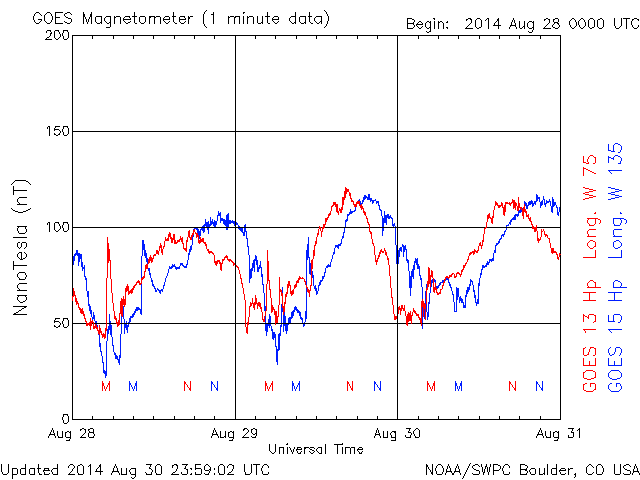 GOES Magnetometer (1 minute data)
Begin: 2014 Aug 28 0000 UTC
200
150
100
50
0
NanoTesla (nT)
M M N N M M N N M M N N
Aug 28 Aug 29 Aug 30 Aug 31
Universal Time
GOES 13 Hp Long. W 75
GOES 15 Hp Long. W 135
Updated 2014 Aug 30 23:59:02 UTC
NOAA/SWPC Boulder, CO USA